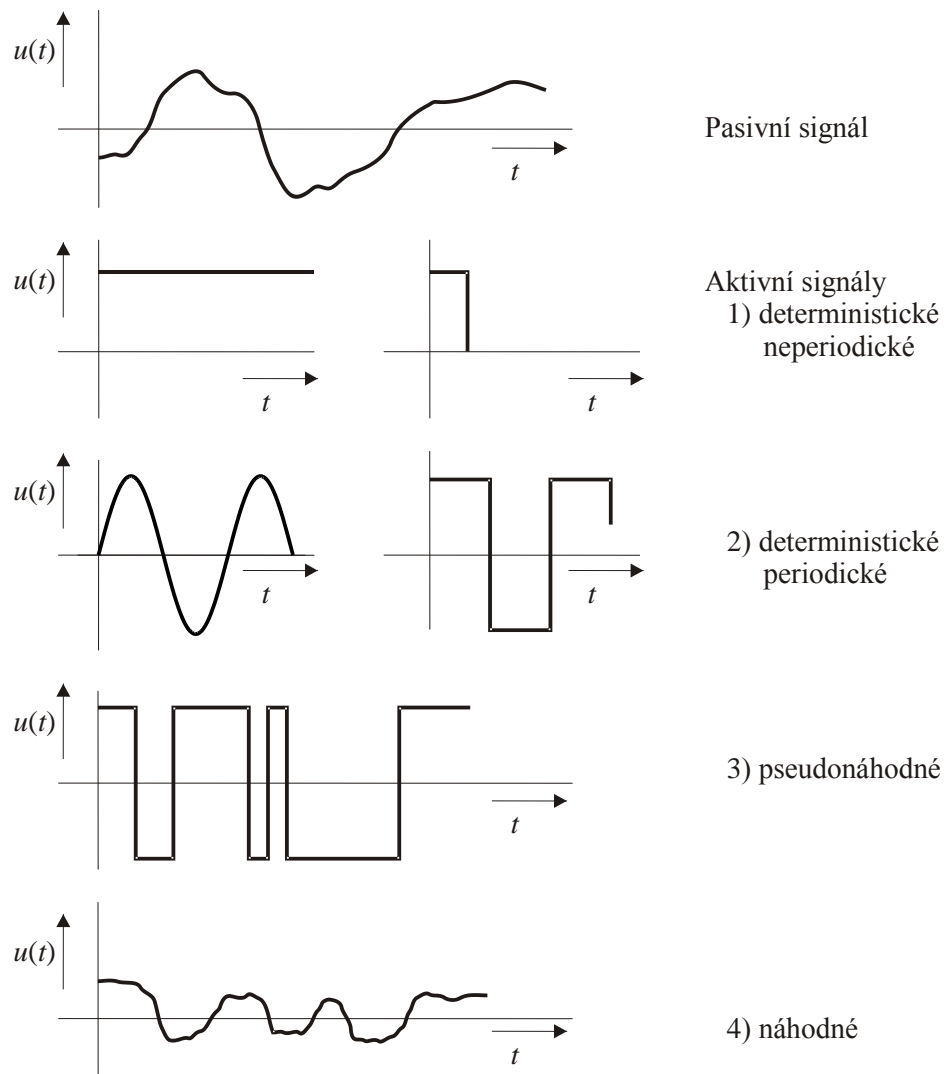 u(t)
t
Pasivní signál
u(t)
t
t
Aktivní signály
1) deterministické
neperiodické
u(t)
t
t
2) deterministické
periodické
u(t)
t
3) pseudonáhodné
u(t)
t
4) náhodné